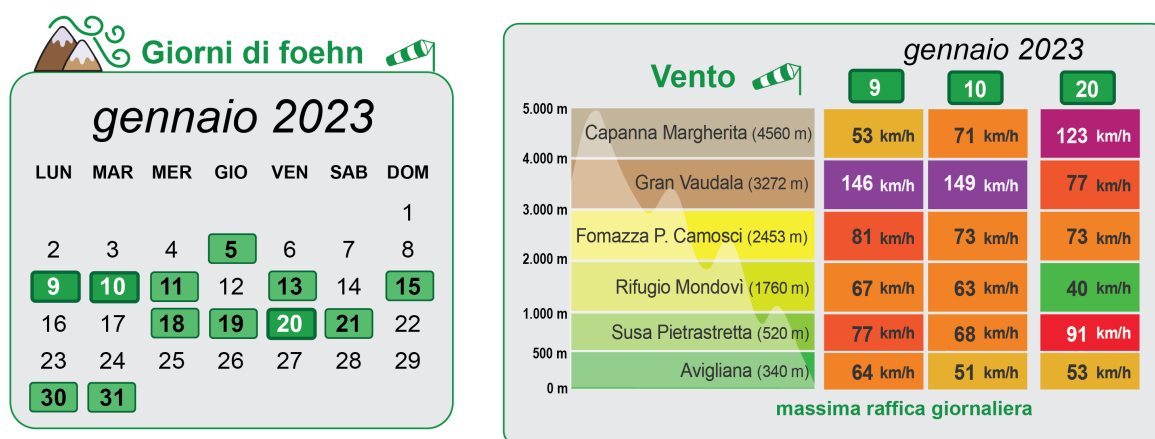 Giorni di foehn
gennaio 2023
LUN MAR MER GIO VEN SAB DOM
1
2 3 4 5 6 7 8
9 10 11 12 13 14 15
16 17 18 19 20 21 22
23 24 25 26 27 28 29
30 31
gennaio 2023
Vento 9 10 20
5.000 m
Capanna Margherita (4560 m) 53 km/h 71 km/h 123 km/h
4.000 m
Gran Vaudala (3272 m) 146 km/h 149 km/h 77 km/h
3.000 m
Fomazza P. Camosci (2453 m) 81 km/h 73 km/h 73 km/h
2.000 m
Rifugio Mondovì (1760 m) 67 km/h 63 km/h 40 km/h
1.000 m
Susa Pietrastretta (520 m) 77 km/h 68 km/h 91 km/h
500 m
Avigliana (340 m) 64 km/h 51 km/h 53 km/h
0 m
massima raffica giornaliera